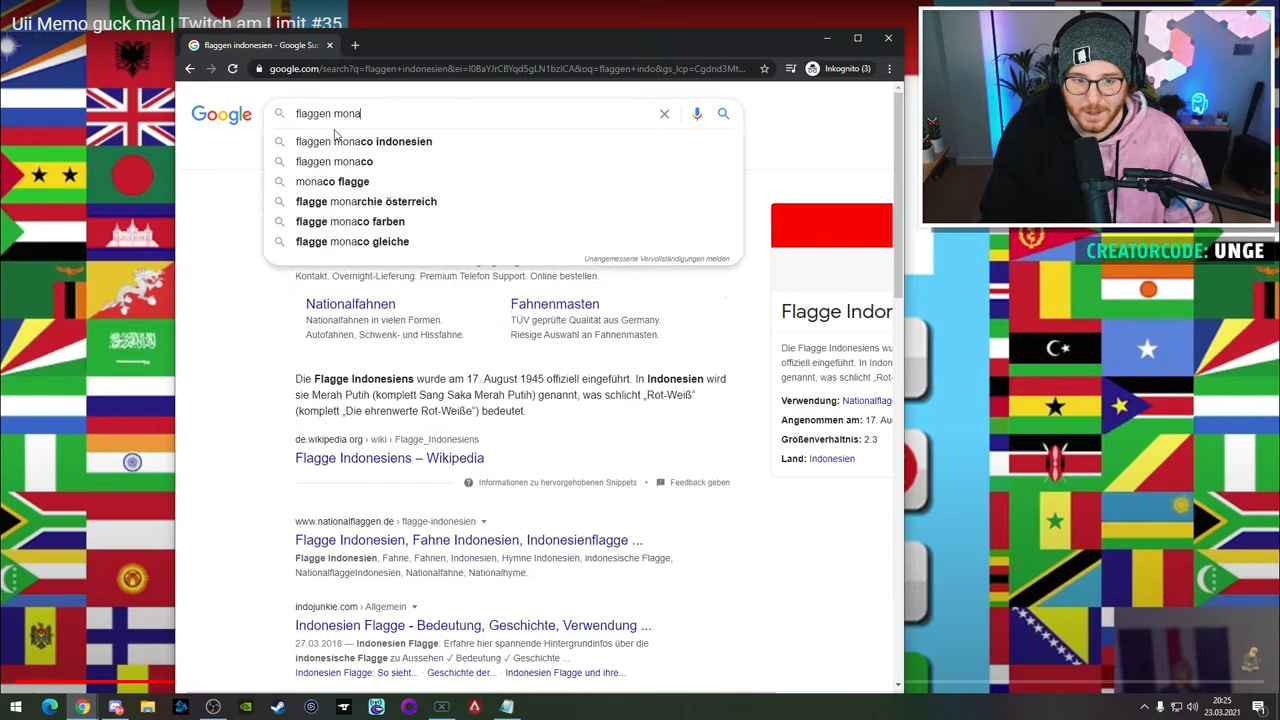 Uii Memo guck mal | Twitch am Limit #35
flaggen indonesien - Google Suc
google.com/search?q=flaggen+indonesien&ei=I0BaYJrCBYqd5gLN1bzICA&oq=flaggen+indo&gs_lcp=Cgdnd3Mt...
Inkognito (3)
Google
flaggen mona
flaggen monaco indonesien
flaggen monaco
monaco flagge
flagge monarchie österreich
flagge monaco farben
flagge monaco gleiche
Unangemessene Vervollständigungen melden
Kontakt. Overnight-Lieferung. Premium Telefon Support. Online bestellen.
Nationalfahnen
Nationalfahnen in vielen Formen.
Autofahnen, Schwenk- und Hissfahne.
Fahnenmasten
TÜV geprüfte Qualität aus Germany.
Riesige Auswahl an Fahnenmasten.
Die Flagge Indonesiens wurde am 17. August 1945 offiziell eingeführt. In Indonesien wird
sie Merah Putih (komplett Sang Saka Merah Putih) genannt, was schlicht „Rot-Weiß"
(komplett „Die ehrenwerte Rot-Weiße") bedeutet.
de.wikipedia.org › wiki › Flagge_Indonesiens
Flagge Indonesiens – Wikipedia
Informationen zu hervorgehobenen Snippets • Feedback geben
www.nationalflaggen.de › flagge-indonesien
Flagge Indonesien, Fahne Indonesien, Indonesienflagge ...
Flagge Indonesien, Fahne, Fahnen, Indonesien, Hymne Indonesien, indonesische Flagge,
NationalflaggeIndonesien, Nationalfahne, Nationalhyme.
indojunkie.com › Allgemein
Indonesien Flagge - Bedeutung, Geschichte, Verwendung ...
27.03.2018 — Indonesien Flagge: Erfahre hier spannende Hintergrundinfos über die
indonesische Flagge zu Aussehen ✓ Bedeutung ✓ Geschichte ...
Indonesien Flagge: So sieht... · Geschichte der... · Indonesien Flagge und ihre...
Flagge Indor
Die Flagge Indonesiens wu
offiziell eingeführt. In Indon
genannt, was schlicht „Rot-
Verwendung: Nationalflag
Angenommen am: 17. Au
Größenverhältnis: 2:3
Land: Indonesien
CREATORCODE: UNGE
20:25
23.03.2021
1